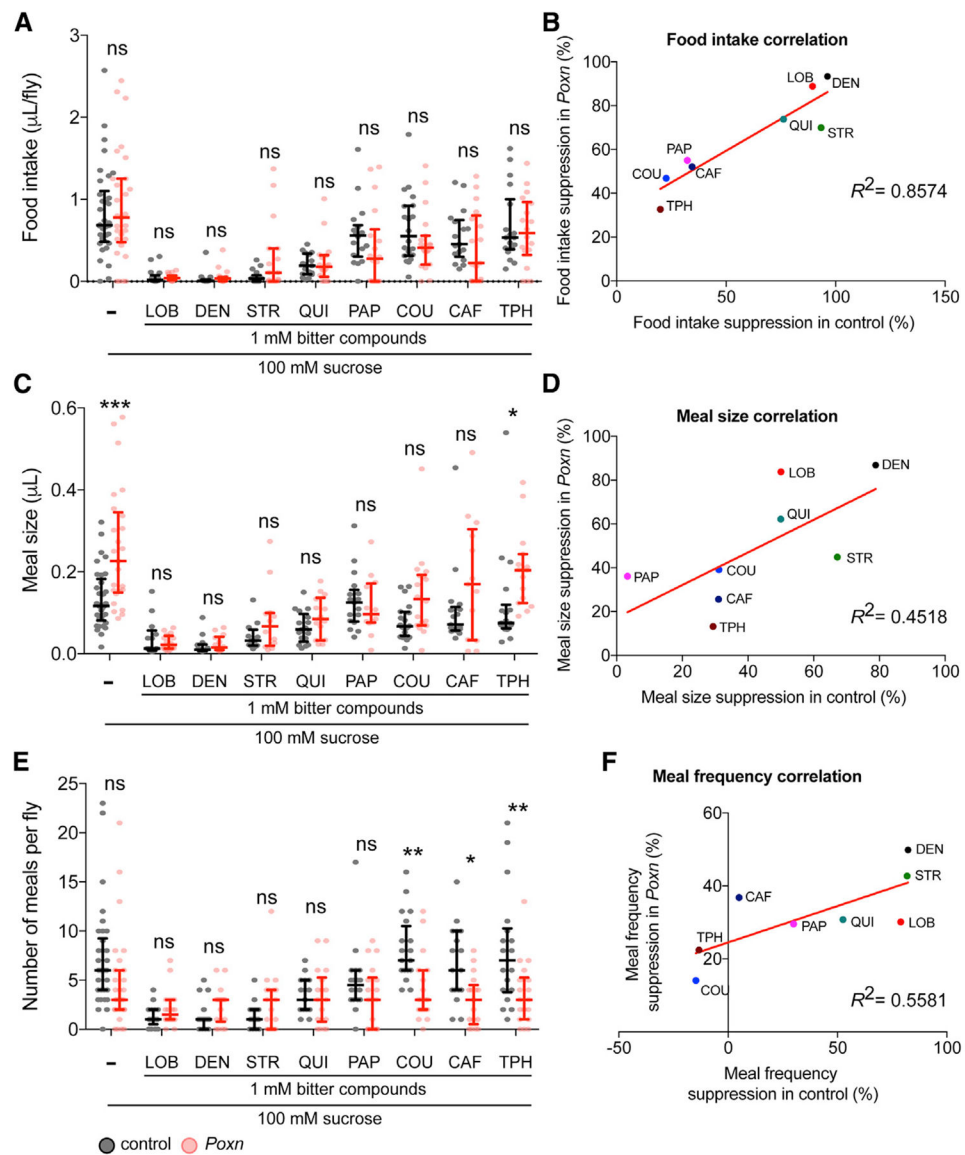 A
Food intake (μL/fly)
3
2
1
0
ns
ns
ns
ns
ns
ns
ns
ns
ns
–
LOB
DEN
STR
QUI
PAP
COU
CAF
TPH
1 mM bitter compounds
100 mM sucrose
B
Food intake correlation
Food intake suppression in Poxn (%)
100
80
60
40
20
0
LOB
DEN
QUI
STR
PAP
COU
CAF
TPH
R2= 0.8574
0
50
100
150
Food intake suppression in control (%)
C
Meal size (μL)
0.6
0.4
0.2
0.0
***
ns
ns
ns
ns
ns
ns
ns
*
–
LOB
DEN
STR
QUI
PAP
COU
CAF
TPH
1 mM bitter compounds
100 mM sucrose
D
Meal size correlation
Meal size suppression in Poxn (%)
100
80
60
40
20
0
LOB
DEN
QUI
STR
PAP
COU
CAF
TPH
R2= 0.4518
0
20
40
60
80
100
Meal size suppression in control (%)
E
Number of meals per fly
25
20
15
10
5
0
ns
ns
ns
ns
ns
ns
**
*
**
–
LOB
DEN
STR
QUI
PAP
COU
CAF
TPH
1 mM bitter compounds
100 mM sucrose
control
Poxn
F
Meal frequency correlation
Meal frequency
suppression in Poxn (%)
60
40
20
DEN
STR
CAF
PAP
QUI
LOB
TPH
COU
R2= 0.5581
-50
0
50
100
Meal frequency
suppression in control (%)